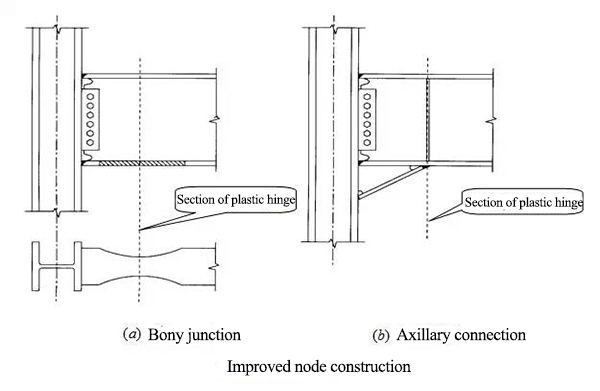 Section of plastic hinge
Section of plastic hinge
(a) Bony junction
(b) Axillary connection
Improved node construction